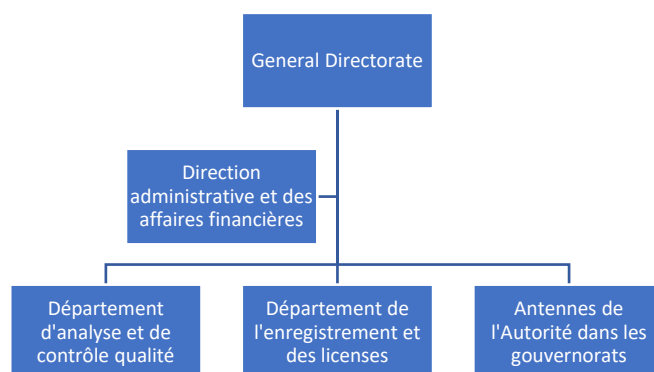 General Directorate
Direction
administrative et des
affaires financières
Département
d'analyse et de
contrôle qualité
Département de
l'enregistrement et
des licenses
Antennes de
l'Autorité dans les
gouvernorats